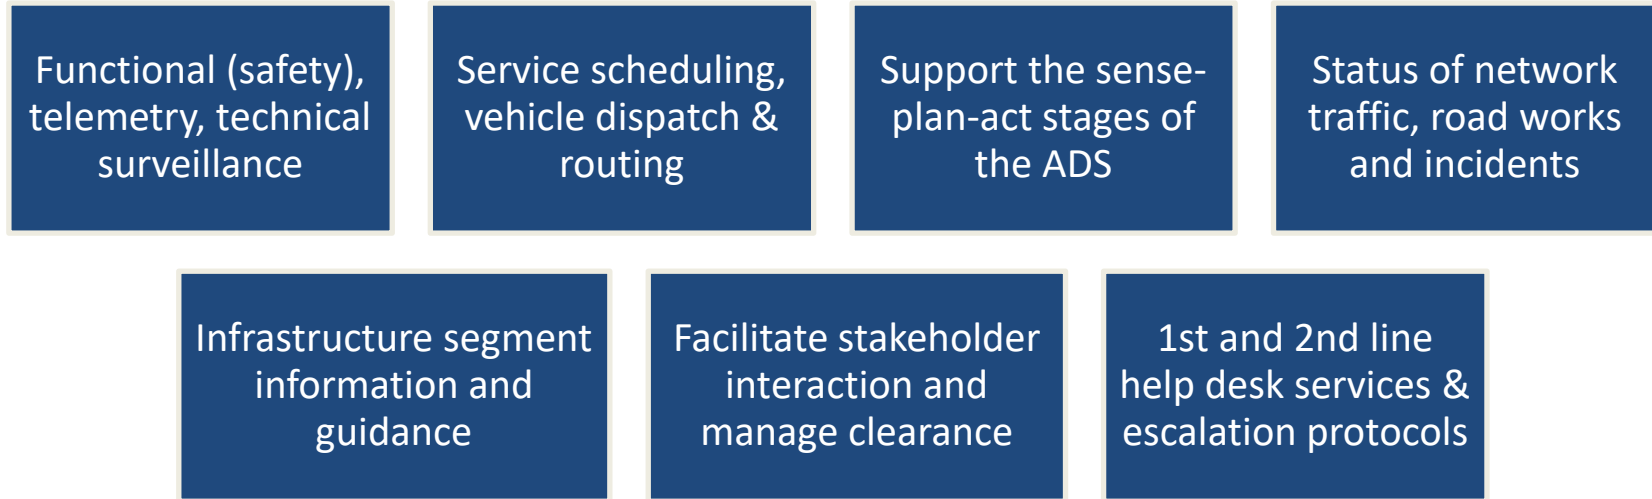 Functional (safety),
telemetry, technical
surveillance
Service scheduling,
vehicle dispatch &
routing
Support the sense-
plan-act stages of
the ADS
Status of network
traffic, road works
and incidents
Infrastructure segment
information and
guidance
Facilitate stakeholder
interaction and
manage clearance
1st and 2nd line
help desk services &
escalation protocols